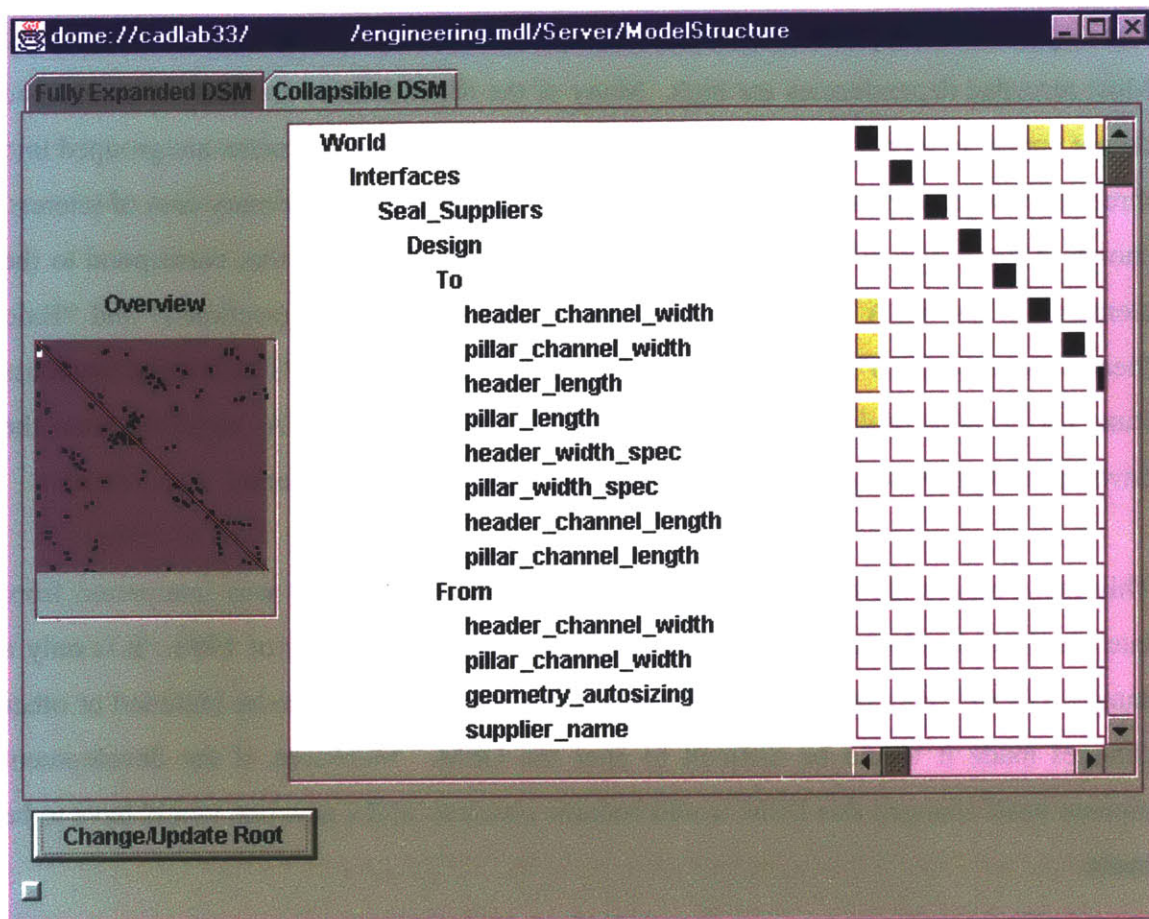 dome://cadlab33/ /engineering.mdl/Server/ModelStructure
Fully Expanded DSM Collapsible DSM
World
Interfaces
Seal_Suppliers
Design
To
Overview
header_channel_width
pillar_channel_width
header_length
pillar_length
header_width_spec
pillar_width_spec
header_channel_length
pillar_channel_length
From
header_channel_width
pillar_channel_width
geometry_autosizing
supplier_name
Change/Update Root